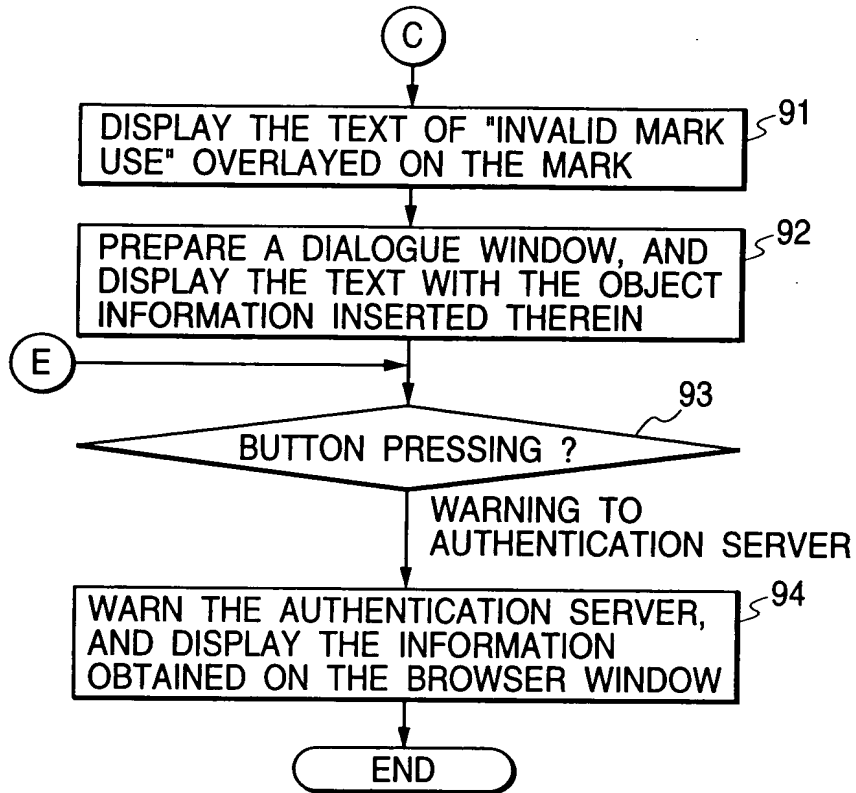 C
91
DISPLAY THE TEXT OF "INVALID MARK
USE" OVERLAYED ON THE MARK
92
PREPARE A DIALOGUE WINDOW, AND
DISPLAY THE TEXT WITH THE OBJECT
INFORMATION INSERTED THEREIN
E
93
BUTTON PRESSING ?
WARNING TO
AUTHENTICATION SERVER
94
WARN THE AUTHENTICATION SERVER,
AND DISPLAY THE INFORMATION
OBTAINED ON THE BROWSER WINDOW
END